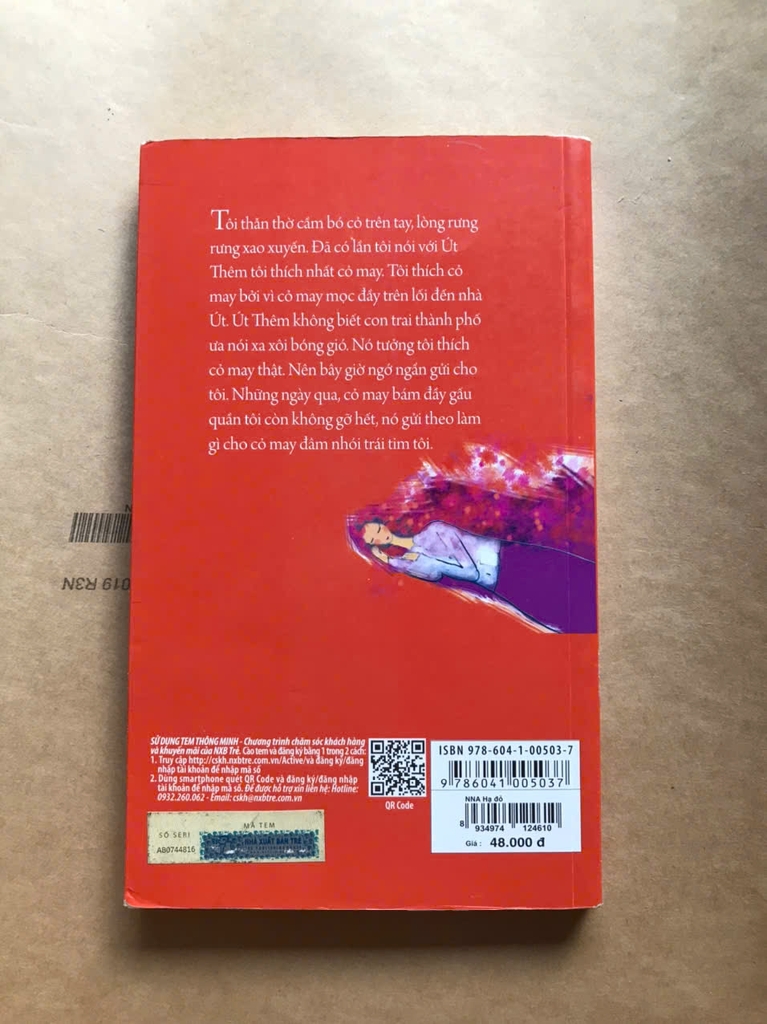 Tôi thẫn thờ cầm bó cỏ trên tay, lòng rưng
rưng xao xuyến. Đã có lần tôi nói với Út
Thêm tôi thích nhất cỏ may. Tôi thích cỏ
may bởi vì cỏ may mọc đầy trên lối đến nhà
Út. Út Thêm không biết con trai thành phố
ưa nói xa xôi bóng gió. Nó tưởng tôi thích
cỏ may thật. Nên bây giờ ngớ ngẩn gửi cho
tôi. Những ngày qua, cỏ may bám đầy gấu
quần tôi còn không gỡ hết, nó gửi theo làm
gì cho cỏ may đâm nhói trái tim tôi.
019 R3N
SỬ DỤNG TEM THÔNG MINH - Chương trình chăm sóc khách hàng
và khuyến mãi của NXB Trẻ. Cào tem và đăng ký bằng 1 trong 2 cách:
1. Truy cập http://cskh.nxbtre.com.vn/Active/và đăng ký/đăng
nhập tài khoản để nhập mã số
2. Dùng smartphone quét QR Code và đăng ký/đăng nhập
tài khoản để nhập mã số. Để được hỗ trợ xin liên hệ: Hotline:
0932.260.062 - Email: cskh@nxbtre.com.vn
QR Code
SỐ SERI
AB0744816
MÃ TEM
NHÀ XUẤT BẢN TRẺ
ISBN 978-604-1-00503-7
9 786041 005037
NNA Hạ đỏ
8 934974 124610
Giá : 48.000 đ